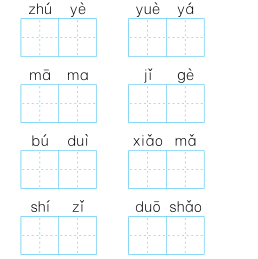 zhú yè yuè yá
mā ma jǐ gè
bú duì xiǎo mǎ
shí zǐ duō shǎo